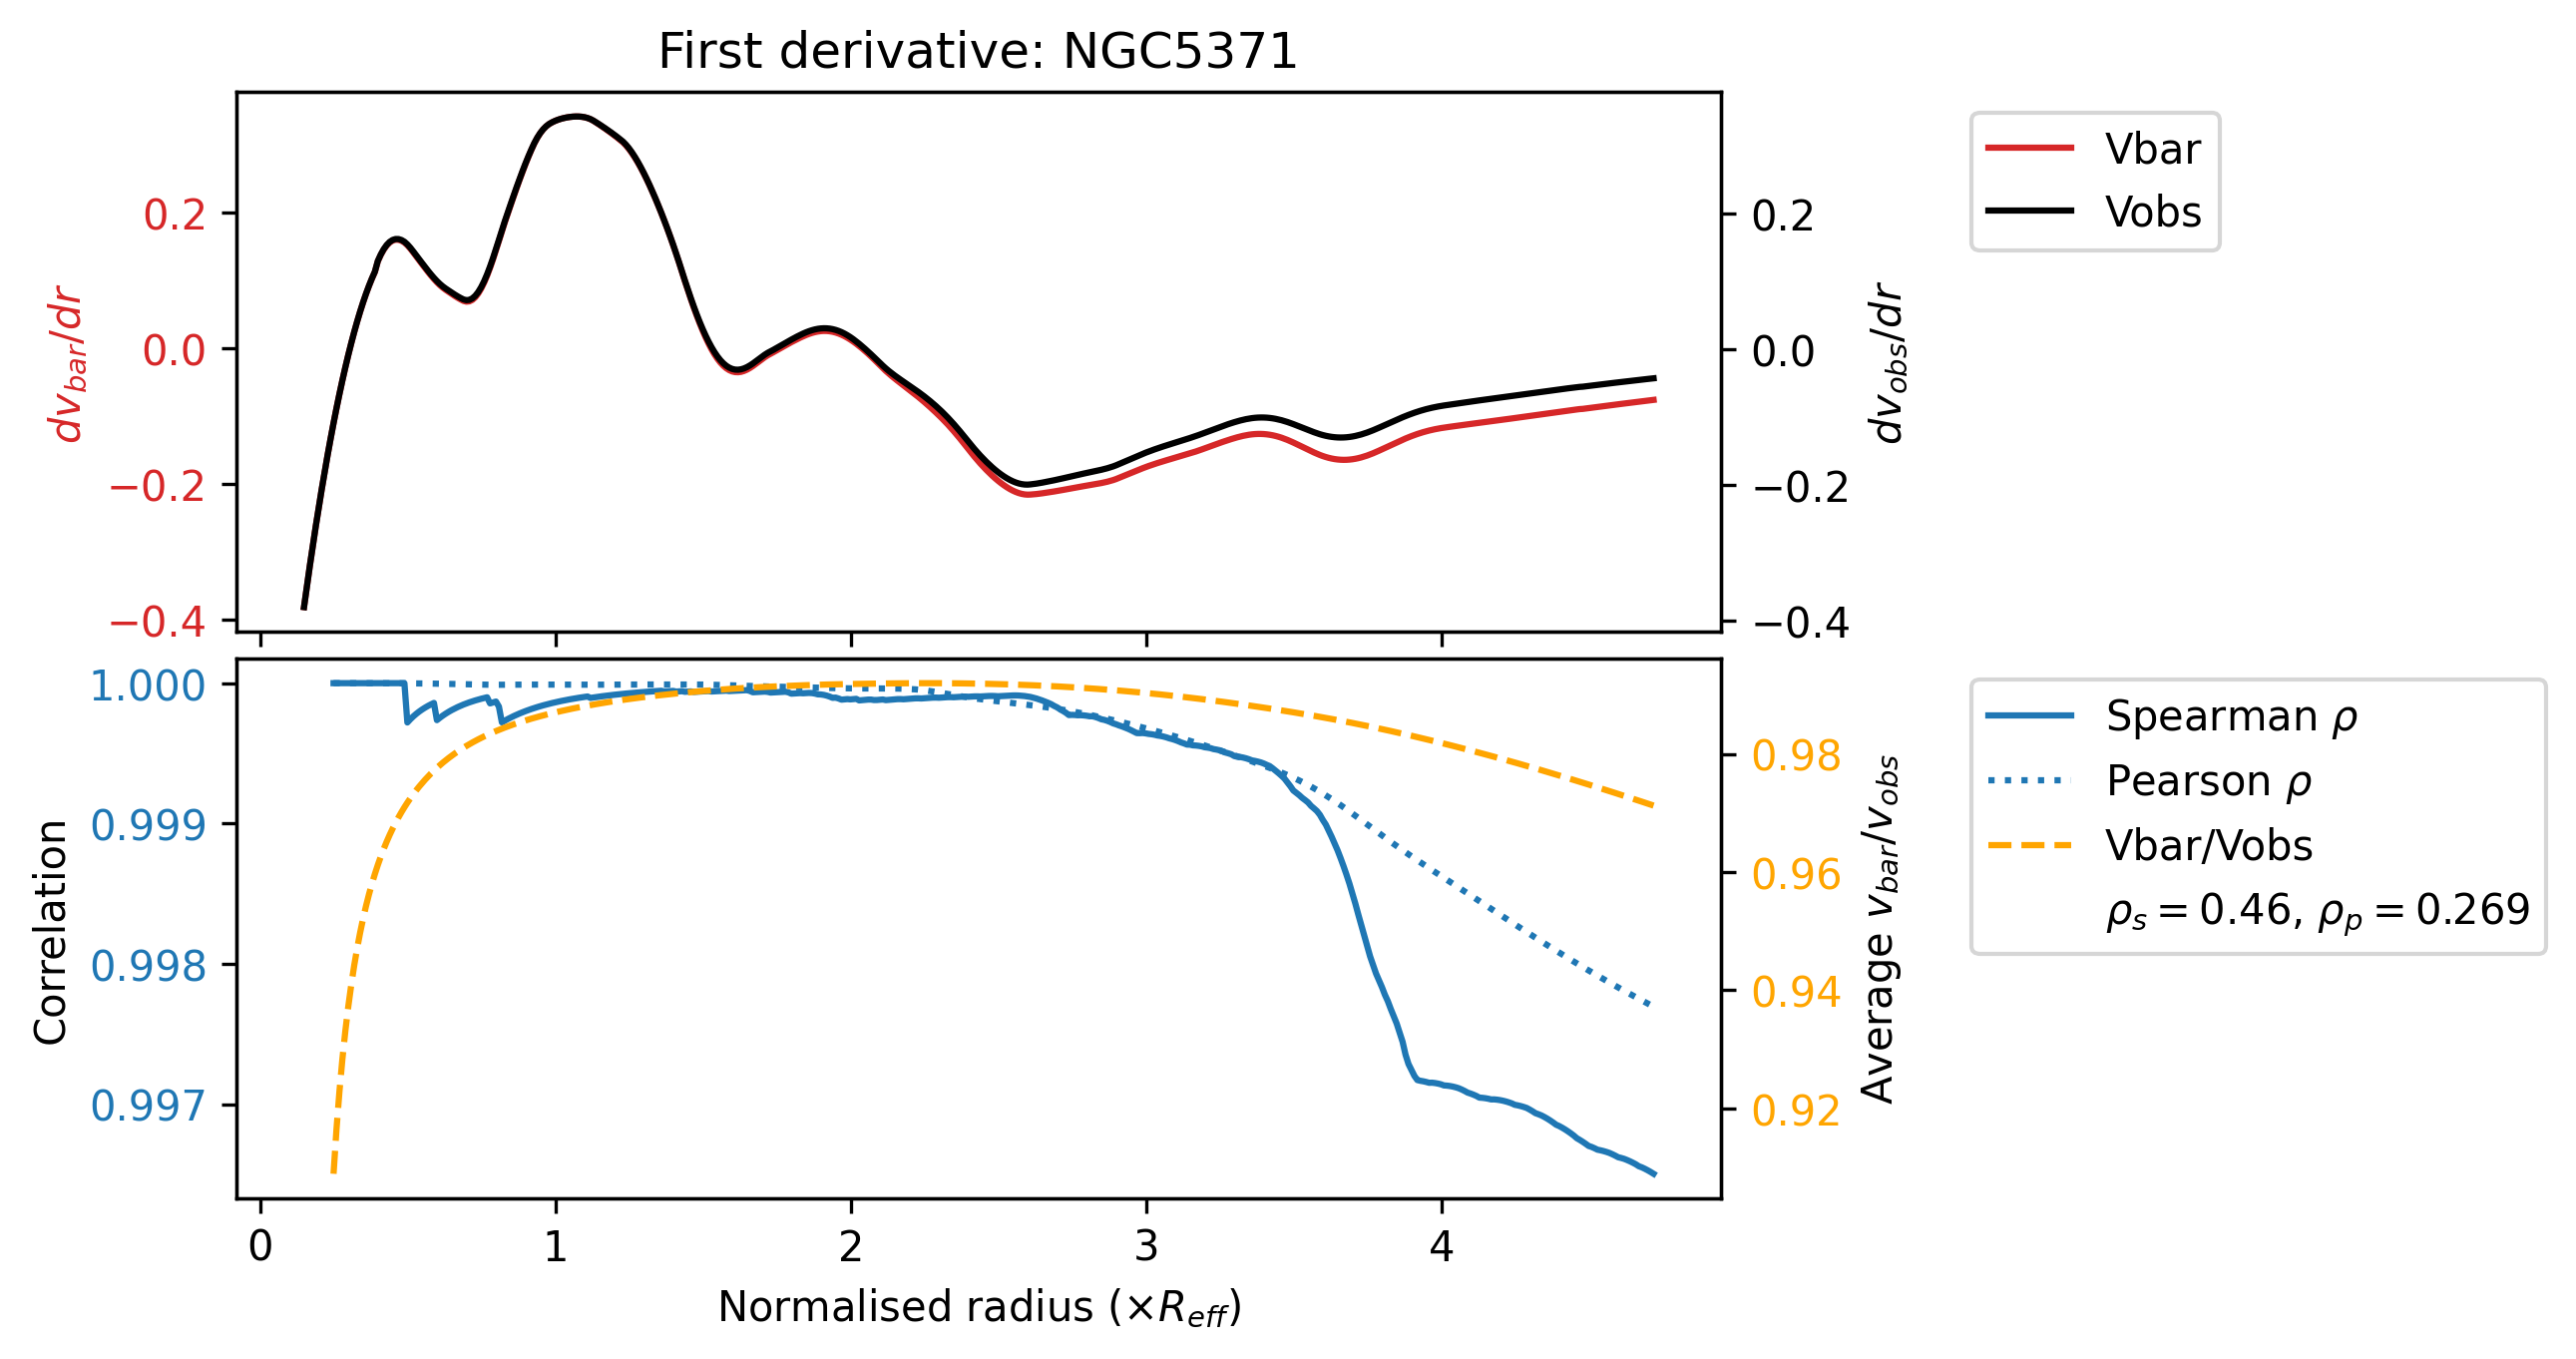 First derivative: NGC5371
0.2
0.0
−0.2
−0.4
dv_bar/dr
0.2
0.0
−0.2
−0.4
dv_obs/dr
Vbar
Vobs
1.000
0.999
0.998
0.997
Correlation
0.98
0.96
0.94
0.92
Average v_bar/v_obs
Spearman ρ
Pearson ρ
Vbar/Vobs
ρ_s = 0.46, ρ_p = 0.269
0 1 2 3 4
Normalised radius (×R_eff)